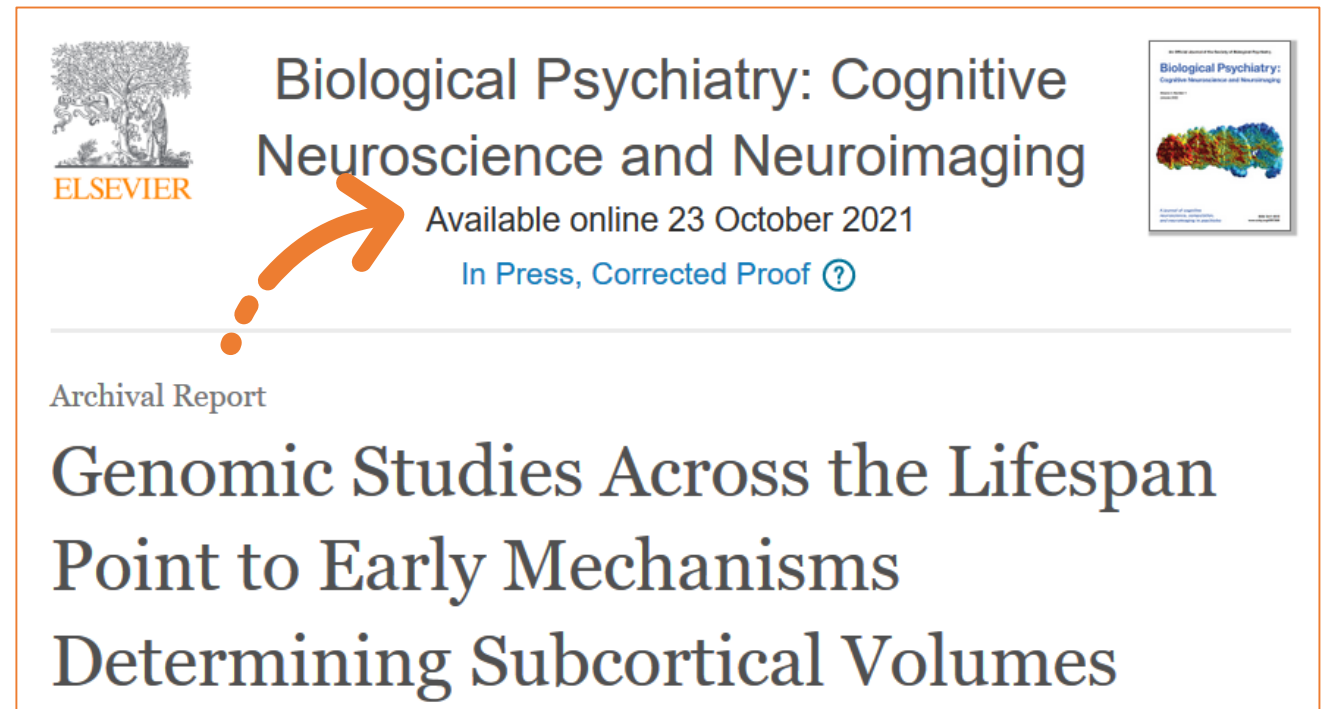 ELSEVIER
Biological Psychiatry: Cognitive
Neuroscience and Neuroimaging
Available online 23 October 2021
In Press, Corrected Proof ?
Biological Psychiatry:
Cognitive Neuroscience and Neuroimaging
Archival Report
Genomic Studies Across the Lifespan
Point to Early Mechanisms
Determining Subcortical Volumes